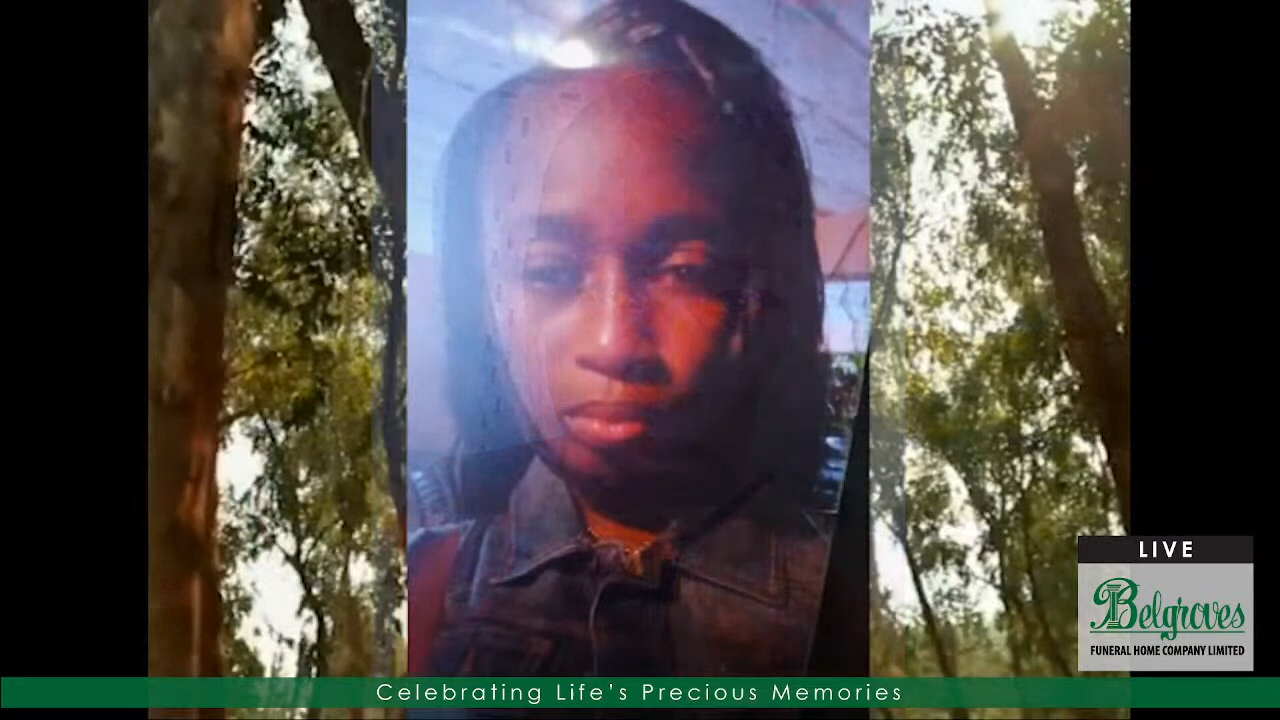 LIVE
Belgroves
FUNERAL HOME COMPANY LIMITED
Celebrating Life's Precious Memories